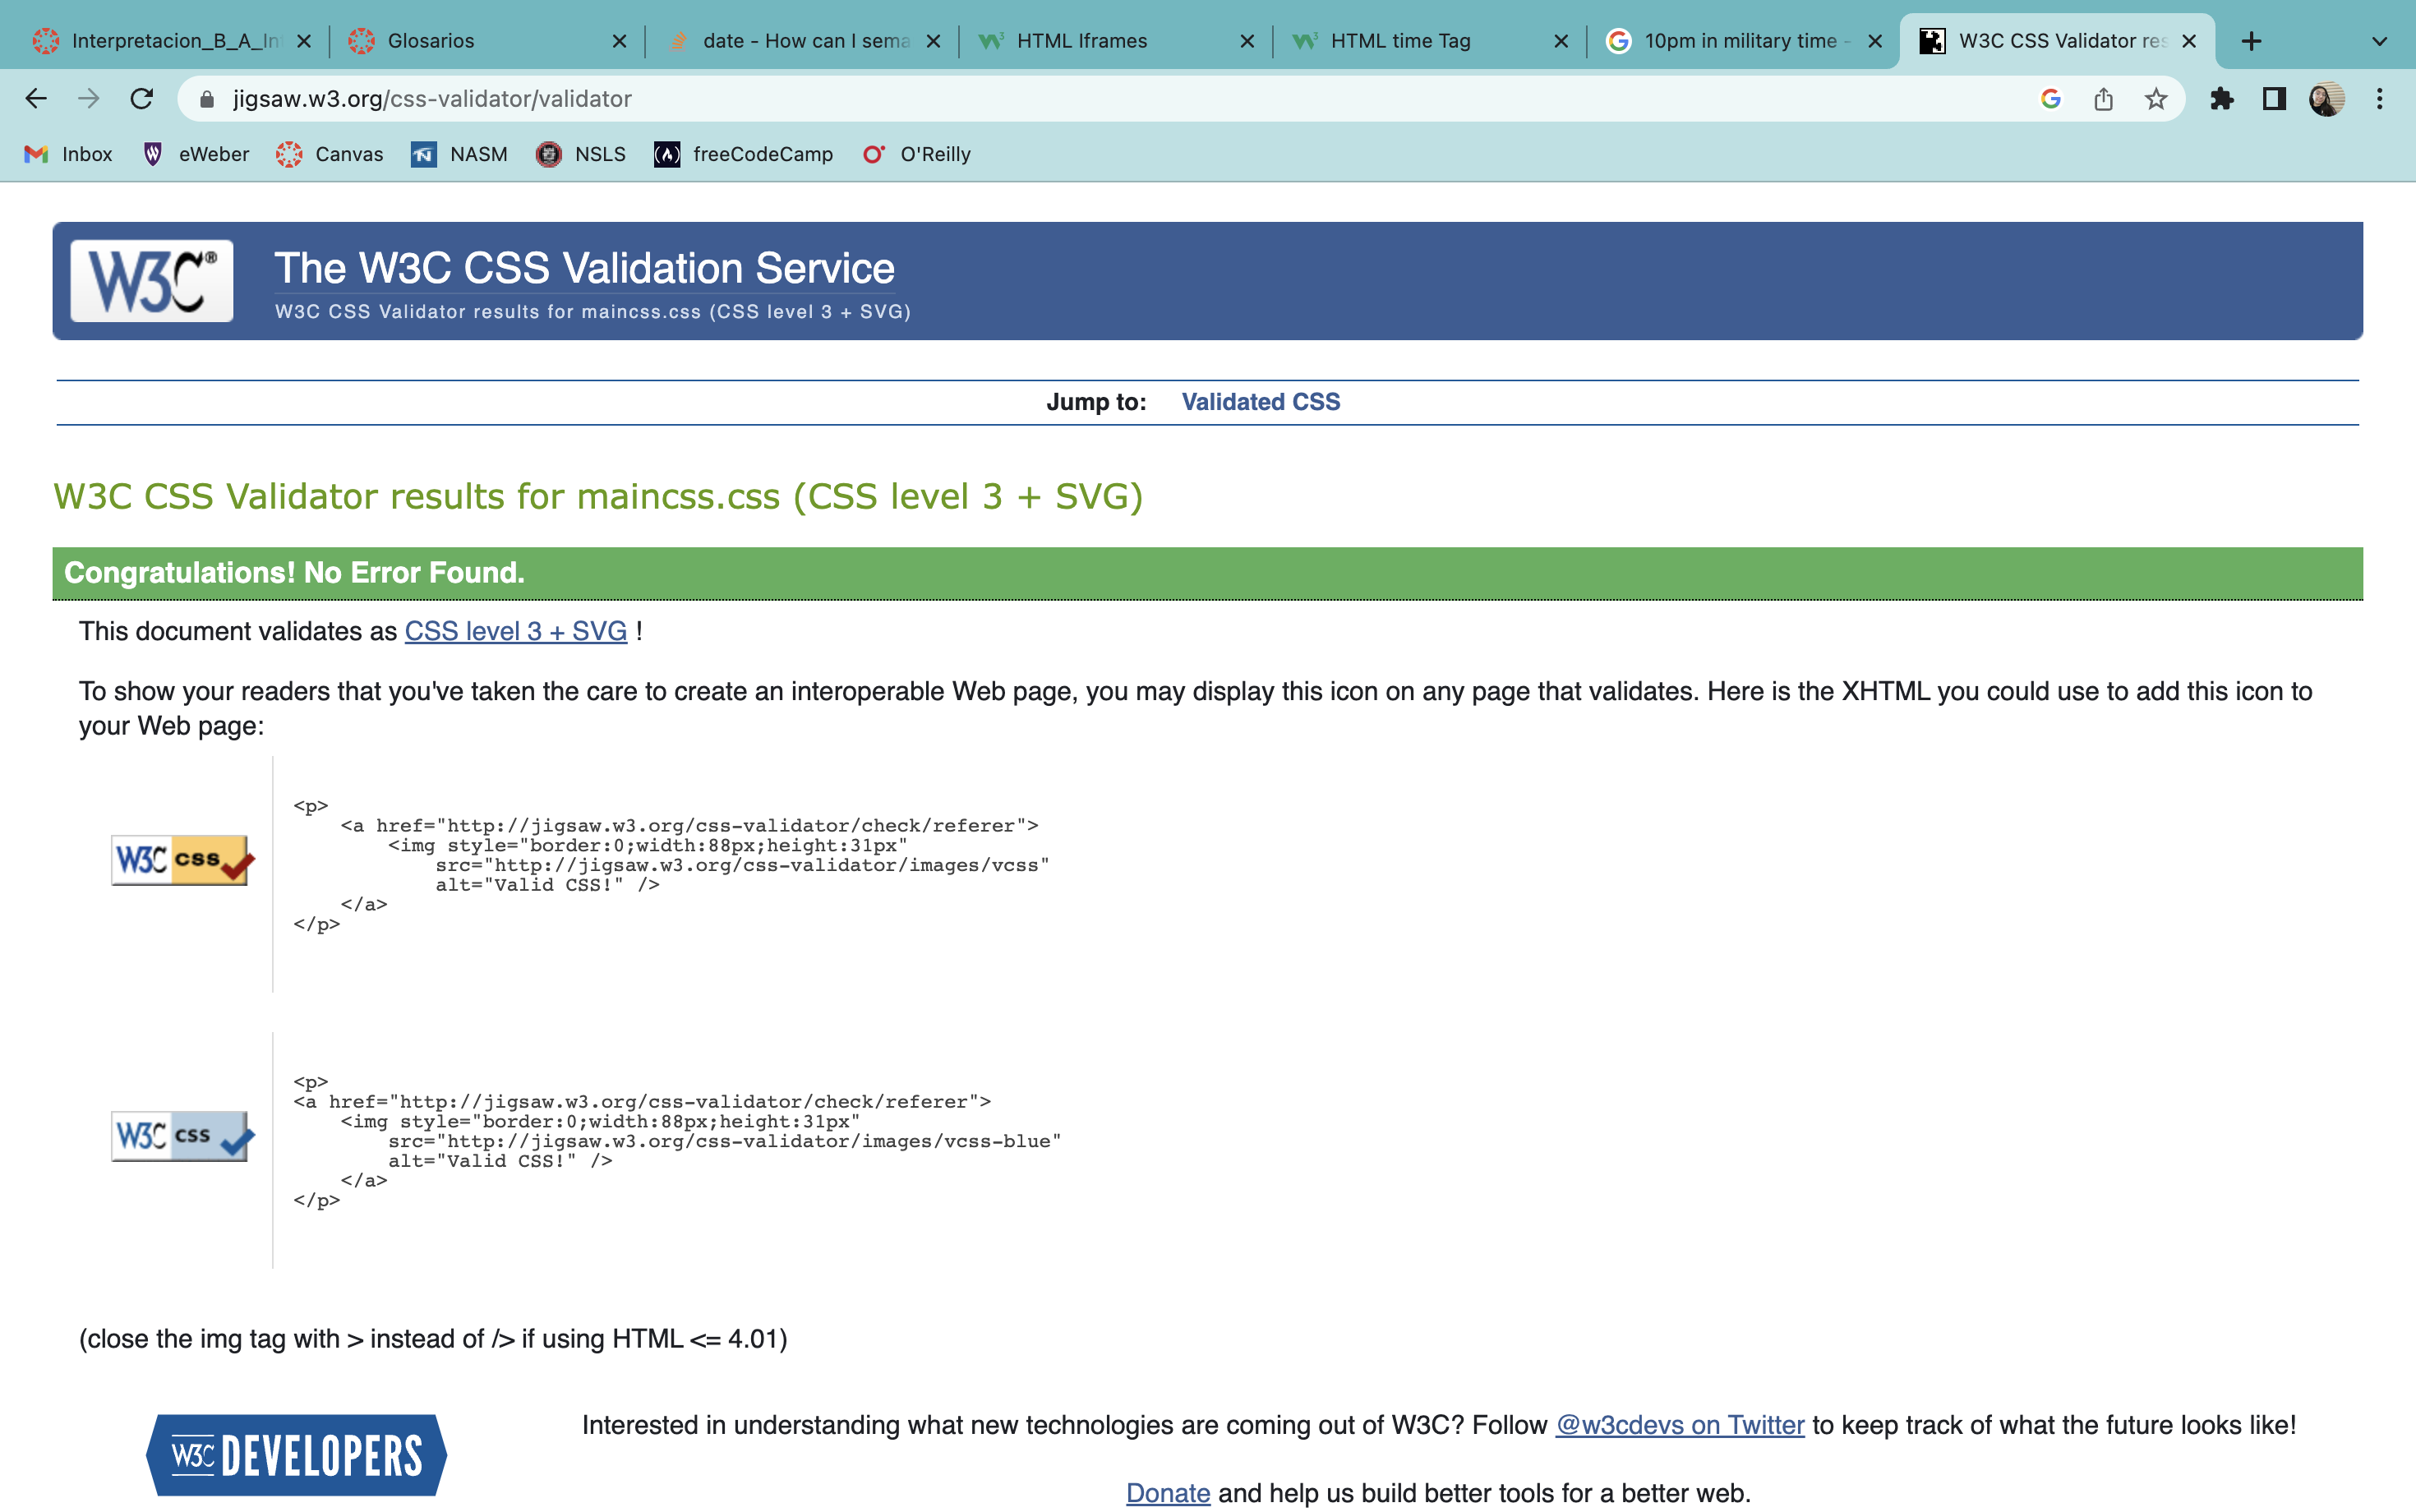 Interpretacion_B_A_In
Glosarios
date - How can I sema
HTML Iframes
HTML time Tag
10pm in military time -
W3C CSS Validator res
jigsaw.w3.org/css-validator/validator
Inbox
eWeber
Canvas
NASM
NSLS
freeCodeCamp
O'Reilly
W3C®
The W3C CSS Validation Service
W3C CSS Validator results for maincss.css (CSS level 3 + SVG)
Jump to: Validated CSS
W3C CSS Validator results for maincss.css (CSS level 3 + SVG)
Congratulations! No Error Found.
This document validates as CSS level 3 + SVG !
To show your readers that you've taken the care to create an interoperable Web page, you may display this icon on any page that validates. Here is the XHTML you could use to add this icon to
your Web page:
W3C css
<p>
<a href="http://jigsaw.w3.org/css-validator/check/referer">
<img style="border:0;width:88px;height:31px"
src="http://jigsaw.w3.org/css-validator/images/vcss"
alt="Valid CSS!" />
</a>
</p>
W3C css
<p>
<a href="http://jigsaw.w3.org/css-validator/check/referer">
<img style="border:0;width:88px;height:31px"
src="http://jigsaw.w3.org/css-validator/images/vcss-blue"
alt="Valid CSS!" />
</a>
</p>
(close the img tag with > instead of /> if using HTML <= 4.01)
W3C DEVELOPERS
Interested in understanding what new technologies are coming out of W3C? Follow @w3cdevs on Twitter to keep track of what the future looks like!
Donate and help us build better tools for a better web.